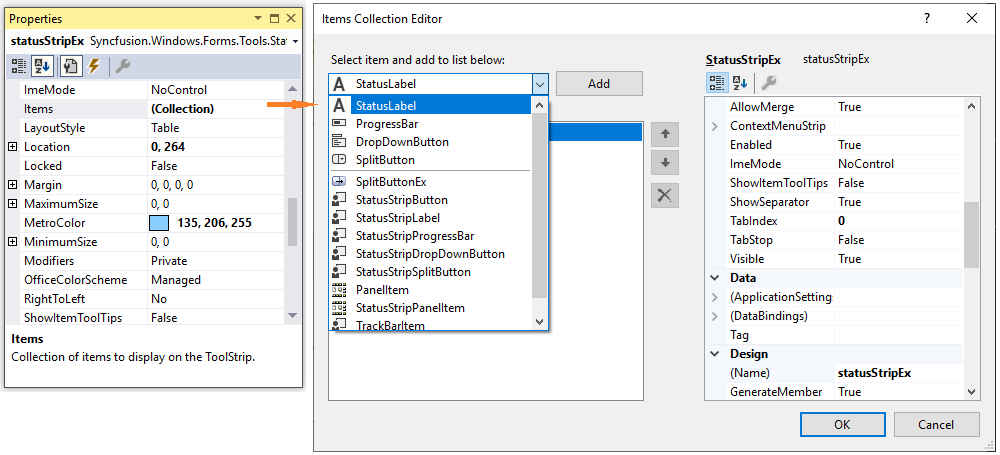 Properties
statusStripEx Syncfusion.Windows.Forms.Tools.Stat
ImeMode NoControl
Items (Collection)
LayoutStyle Table
Location 0, 264
Locked False
Margin 0, 0, 0, 0
MaximumSize 0, 0
MetroColor 135, 206, 255
MinimumSize 0, 0
Modifiers Private
OfficeColorScheme Managed
RightToLeft No
ShowItemToolTips False
Items
Collection of items to display on the ToolStrip.
Items Collection Editor
Select item and add to list below:
StatusLabel
Add
StatusLabel
ProgressBar
DropDownButton
SplitButton
SplitButtonEx
StatusStripButton
StatusStripLabel
StatusStripProgressBar
StatusStripDropDownButton
StatusStripSplitButton
PanelItem
StatusStripPanelItem
TrackBarItem
StatusStripEx statusStripEx
AllowMerge True
ContextMenuStrip
Enabled True
ImeMode NoControl
ShowItemToolTips False
ShowSeparator True
TabIndex 0
TabStop False
Visible True
Data
(ApplicationSetting
(DataBindings)
Tag
Design
(Name) statusStripEx
GenerateMember True
OK
Cancel